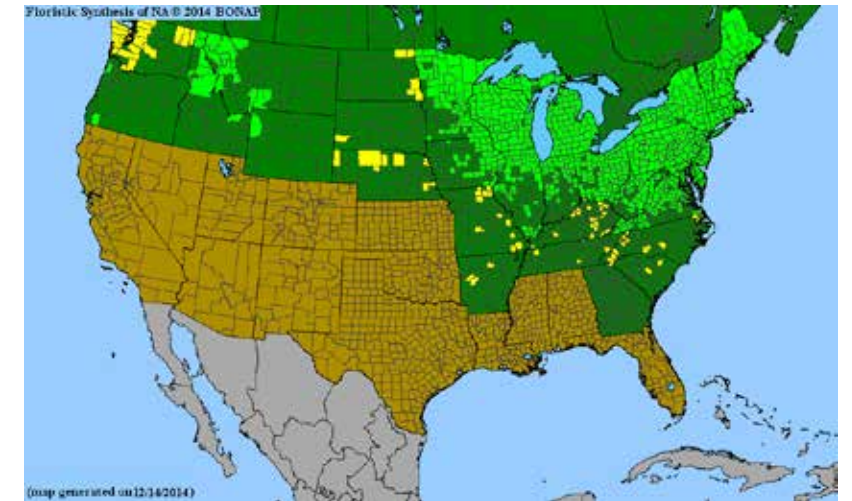 Floristic Synthesis of NA © 2014 BONAP
(map generated on 12/14/2014)